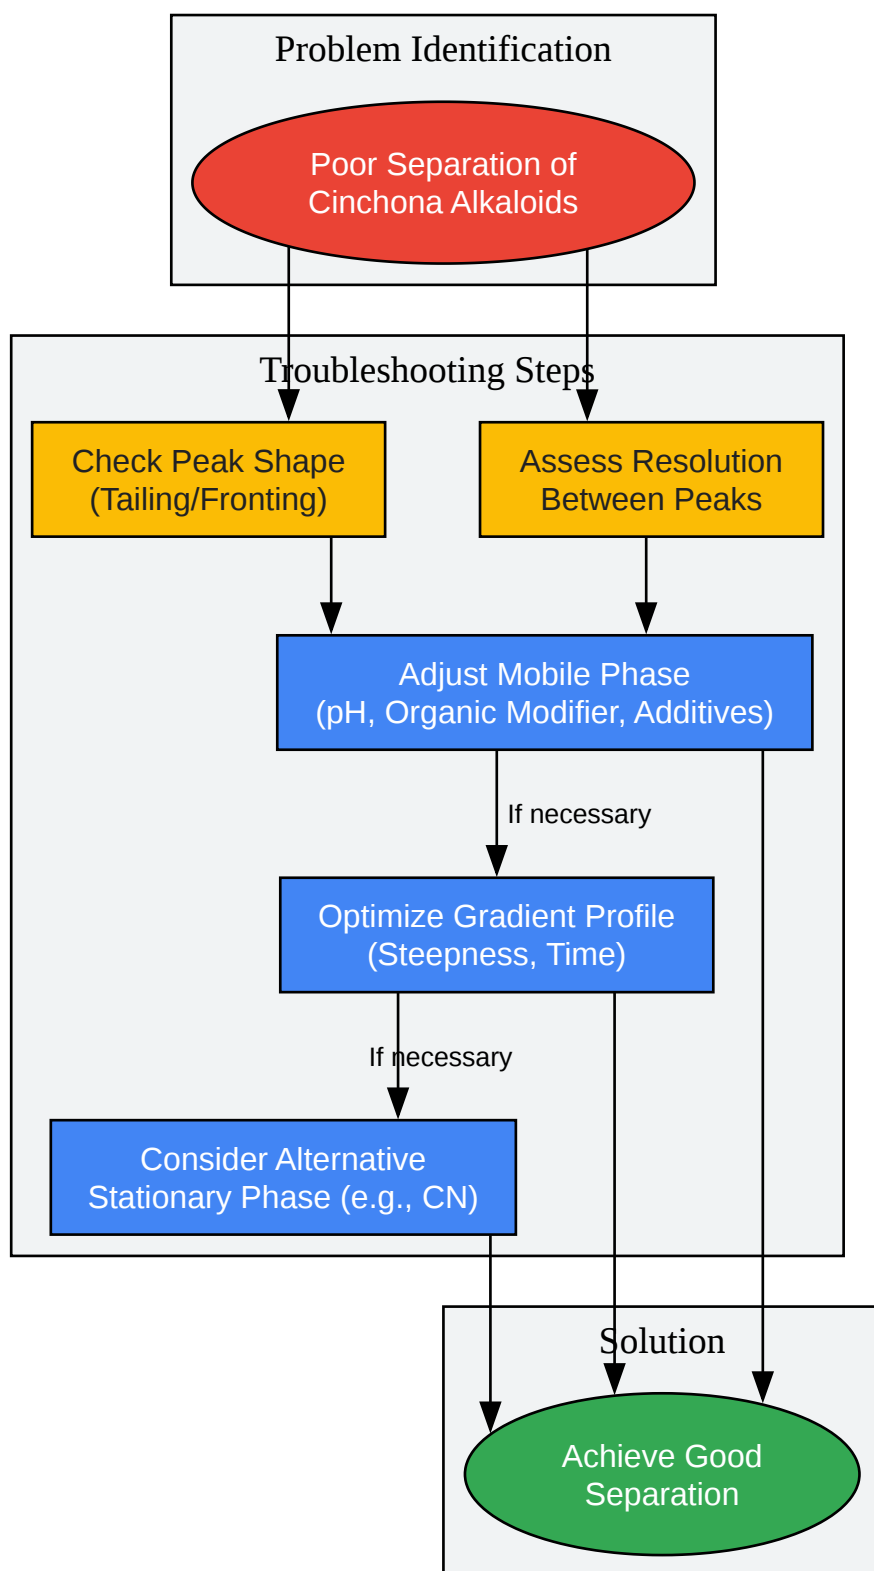 Problem Identification
Poor Separation of
Cinchona Alkaloids
Troubleshooting Steps
Check Peak Shape
(Tailing/Fronting)
Assess Resolution
Between Peaks
Adjust Mobile Phase
(pH, Organic Modifier, Additives)
If necessary
Optimize Gradient Profile
(Steepness, Time)
If necessary
Consider Alternative
Stationary Phase (e.g., CN)
Solution
Achieve Good
Separation